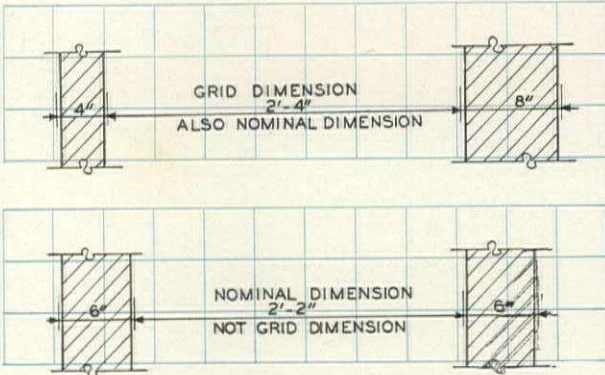 GRID DIMENSION
4" 2'-4" 8"
ALSO NOMINAL DIMENSION
NOMINAL DIMENSION
6" 2'-2" 6"
NOT GRID DIMENSION